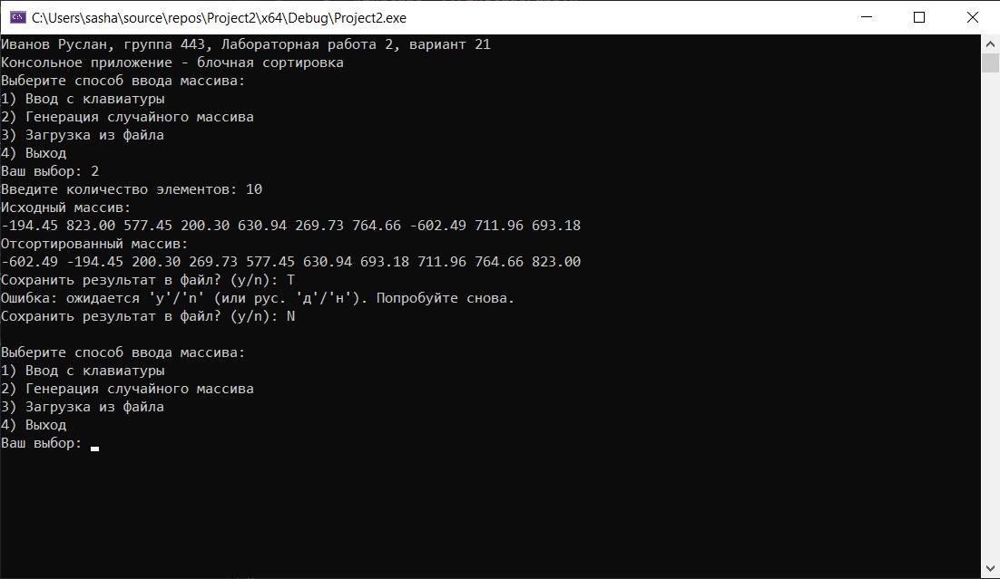 C:\Users\sasha\source\repos\Project2\x64\Debug\Project2.exe
Иванов Руслан, группа 443, Лабораторная работа 2, вариант 21
Консольное приложение - блочная сортировка
Выберите способ ввода массива:
1) Ввод с клавиатуры
2) Генерация случайного массива
3) Загрузка из файла
4) Выход
Ваш выбор: 2
Введите количество элементов: 10
Исходный массив:
-194.45 823.00 577.45 200.30 630.94 269.73 764.66 -602.49 711.96 693.18
Отсортированный массив:
-602.49 -194.45 200.30 269.73 577.45 630.94 693.18 711.96 764.66 823.00
Сохранить результат в файл? (y/n): T
Ошибка: ожидается 'y'/'n' (или рус. 'д'/'н'). Попробуйте снова.
Сохранить результат в файл? (y/n): N
Выберите способ ввода массива:
1) Ввод с клавиатуры
2) Генерация случайного массива
3) Загрузка из файла
4) Выход
Ваш выбор: